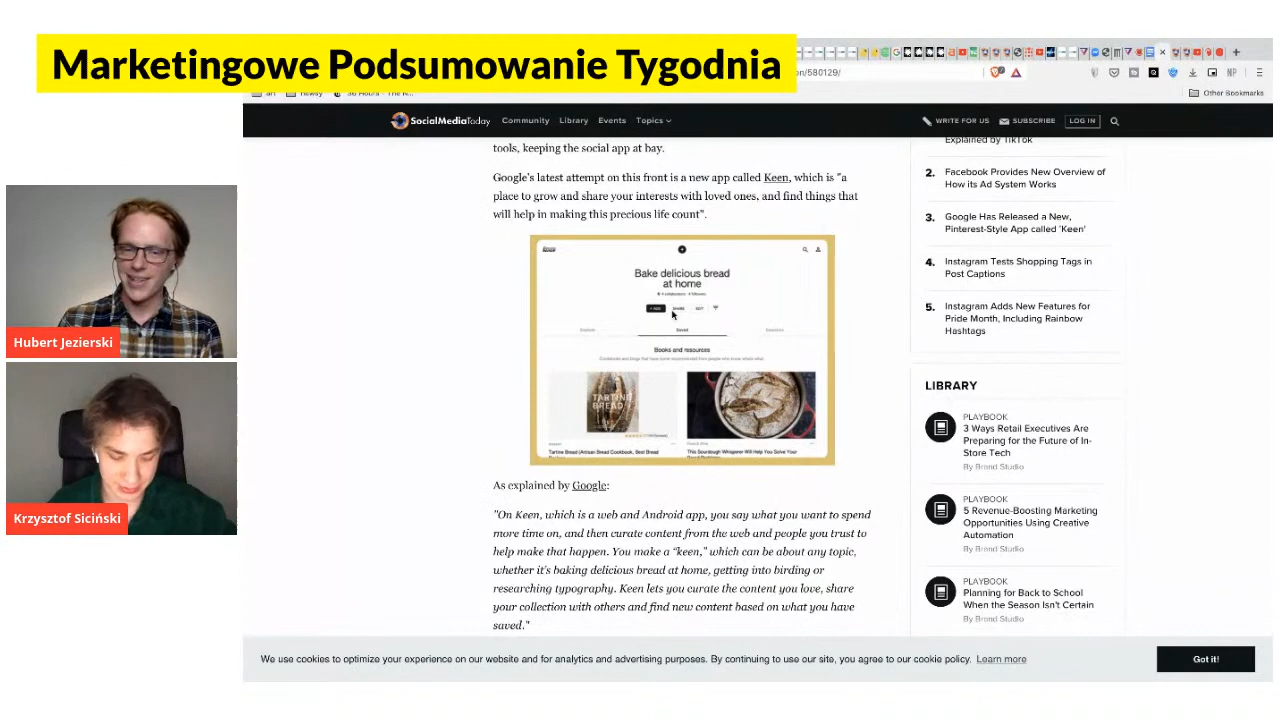 Marketingowe Podsumowanie Tygodnia
on/580129/
Other Bookmarks
SocialMediaToday
Community
Library
Events
Topics
WRITE FOR US
SUBSCRIBE
LOG IN
tools, keeping the social app at bay.
Google's latest attempt on this front is a new app called Keen, which is "a
place to grow and share your interests with loved ones, and find things that
will help in making this precious life count".
Bake delicious bread
at home
+ ADD
SHARE
EDIT
Explore
Saved
Books and resources
TARTINE
BREAD
As explained by Google:
"On Keen, which is a web and Android app, you say what you want to spend
more time on, and then curate content from the web and people you trust to
help make that happen. You make a "keen," which can be about any topic,
whether it's baking delicious bread at home, getting into birding or
researching typography. Keen lets you curate the content you love, share
your collection with others and find new content based on what you have
saved."
Explained by TikTok
2. Facebook Provides New Overview of
How its Ad System Works
3. Google Has Released a New,
Pinterest-Style App called 'Keen'
4. Instagram Tests Shopping Tags in
Post Captions
5. Instagram Adds New Features for
Pride Month, Including Rainbow
Hashtags
LIBRARY
PLAYBOOK
3 Ways Retail Executives Are
Preparing for the Future of In-
Store Tech
By Brand Studio
PLAYBOOK
5 Revenue-Boosting Marketing
Opportunities Using Creative
Automation
By Brand Studio
PLAYBOOK
Planning for Back to School
When the Season Isn't Certain
By Brand Studio
Hubert Jezierski
Krzysztof Siciński
We use cookies to optimize your experience on our website and for analytics and advertising purposes. By continuing to use our site, you agree to our cookie policy. Learn more
Got it!